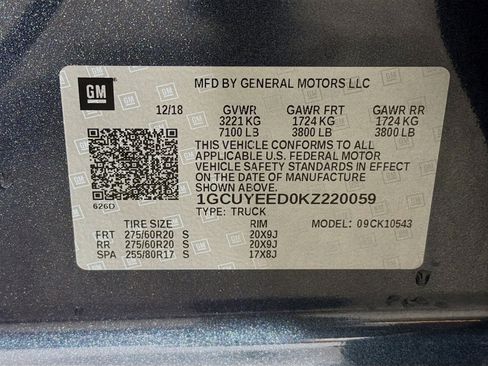 GM
MFD BY GENERAL MOTORS LLC
12/18 GVWR GAWR FRT GAWR RR
3221 KG 1724 KG 1724 KG
7100 LB 3800 LB 3800 LB
THIS VEHICLE CONFORMS TO ALL
APPLICABLE U.S. FEDERAL MOTOR
VEHICLE SAFETY STANDARDS IN EFFECT
ON THE DATE OF MANUFACTURE
SHOWN ABOVE.
626D
1GCUYEED0KZ220059
TYPE: TRUCK MODEL: 09CK10543
TIRE SIZE RIM
FRT 275/60R20 S 20X9J
RR 275/60R20 S 20X9J
SPA 255/80R17 S 17X8J